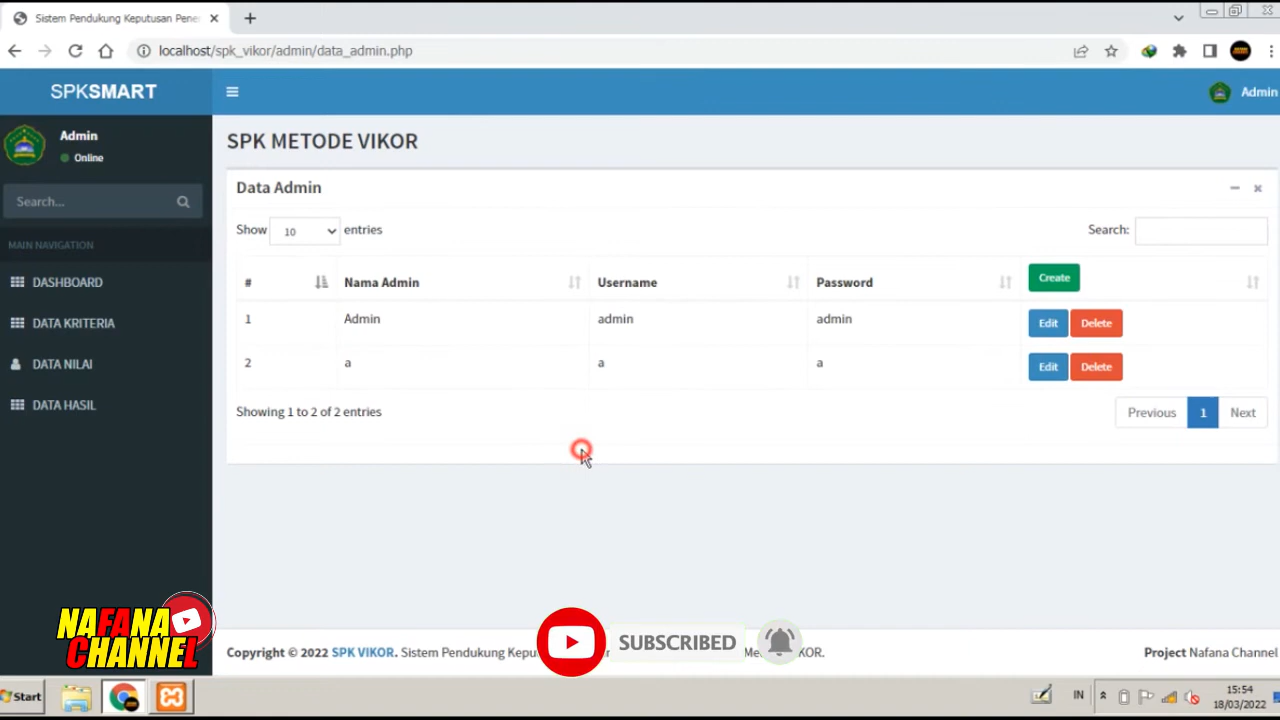 Sistem Pendukung Keputusan Pene
localhost/spk_vikor/admin/data_admin.php
SPKSMART
Admin
Admin
Online
Search...
MAIN NAVIGATION
DASHBOARD
DATA KRITERIA
DATA NILAI
DATA HASIL
SPK METODE VIKOR
Data Admin
Show 10 entries
Search:
# Nama Admin Username Password Create
1 Admin admin admin Edit Delete
2 a a a Edit Delete
Showing 1 to 2 of 2 entries
Previous 1 Next
NAFANA
CHANNEL
SUBSCRIBED
Copyright © 2022 SPK VIKOR. Sistem Pendukung Kepu
KOR.
Project Nafana Channel
Start
IN
15:54
18/03/2022